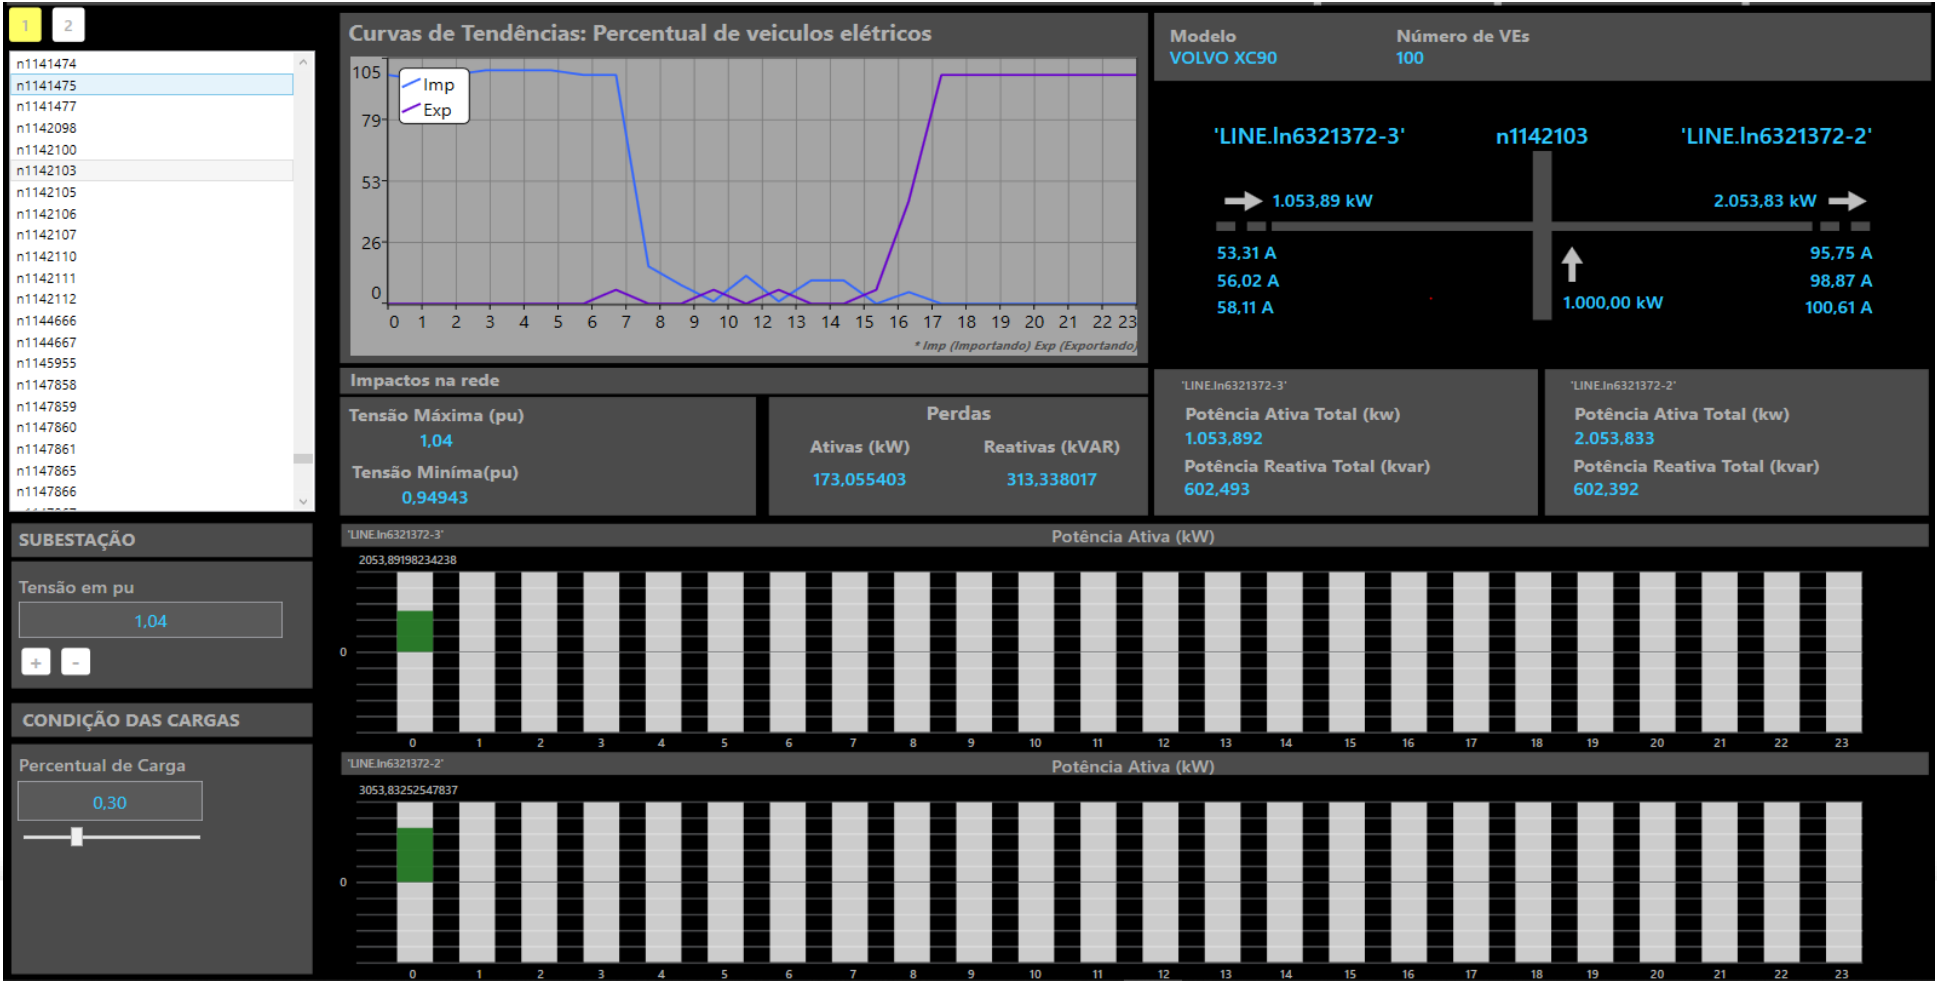 1
2
n1141474
n1141475
n1141477
n1142098
n1142100
n1142103
n1142105
n1142106
n1142107
n1142110
n1142111
n1142112
n1144666
n1144667
n1145955
n1147858
n1147859
n1147860
n1147861
n1147865
n1147866
SUBESTAÇÃO
Tensão em pu
1,04
+ -
CONDIÇÃO DAS CARGAS
Percentual de Carga
0,30
Curvas de Tendências: Percentual de veiculos elétricos
105
79
53
26
0
Imp
Exp
0 1 2 3 4 5 6 7 8 9 10 12 13 14 15 16 17 18 19 20 21 22 23
* Imp (Importando) Exp (Exportando)
Impactos na rede
Tensão Máxima (pu)
1,04
Tensão Miníma(pu)
0,94943
Perdas
Ativas (kW) Reativas (kVAR)
173,055403 313,338017
Modelo Número de VEs
VOLVO XC90 100
'LINE.ln6321372-3' n1142103 'LINE.ln6321372-2'
1.053,89 kW 2.053,83 kW
53,31 A 95,75 A
56,02 A 98,87 A
58,11 A 1.000,00 kW 100,61 A
'LINE.ln6321372-3'
Potência Ativa Total (kw)
1.053,892
Potência Reativa Total (kvar)
602,493
'LINE.ln6321372-2'
Potência Ativa Total (kw)
2.053,833
Potência Reativa Total (kvar)
602,392
'LINE.ln6321372-3' Potência Ativa (kW)
2053,89198234238
0
0 1 2 3 4 5 6 7 8 9 10 11 12 13 14 15 16 17 18 19 20 21 22 23
'LINE.ln6321372-2' Potência Ativa (kW)
3053,83252547837
0
0 1 2 3 4 5 6 7 8 9 10 11 12 13 14 15 16 17 18 19 20 21 22 23